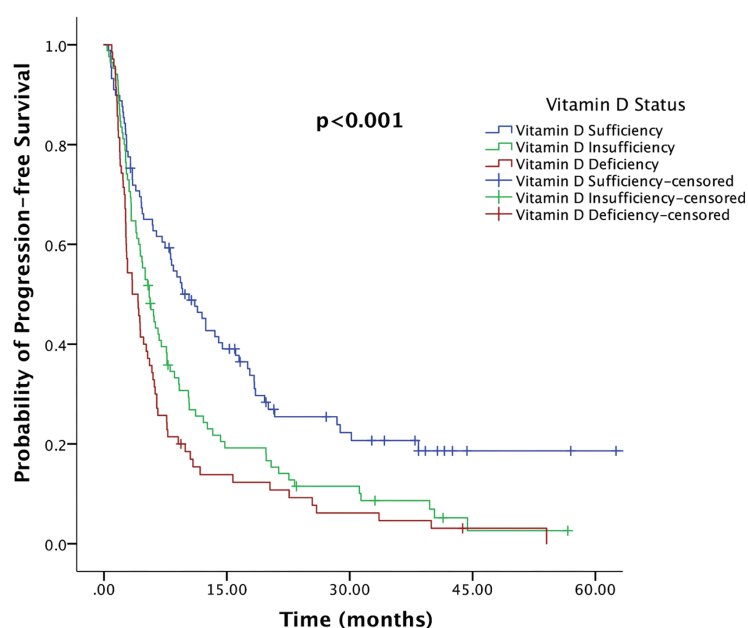 Probability of Progression-free Survival
1.0
0.8
0.6
0.4
0.2
0.0
p<0.001
Vitamin D Status
Vitamin D Sufficiency
Vitamin D Insufficiency
Vitamin D Deficiency
Vitamin D Sufficiency-censored
Vitamin D Insufficiency-censored
Vitamin D Deficiency-censored
.00 15.00 30.00 45.00 60.00
Time (months)